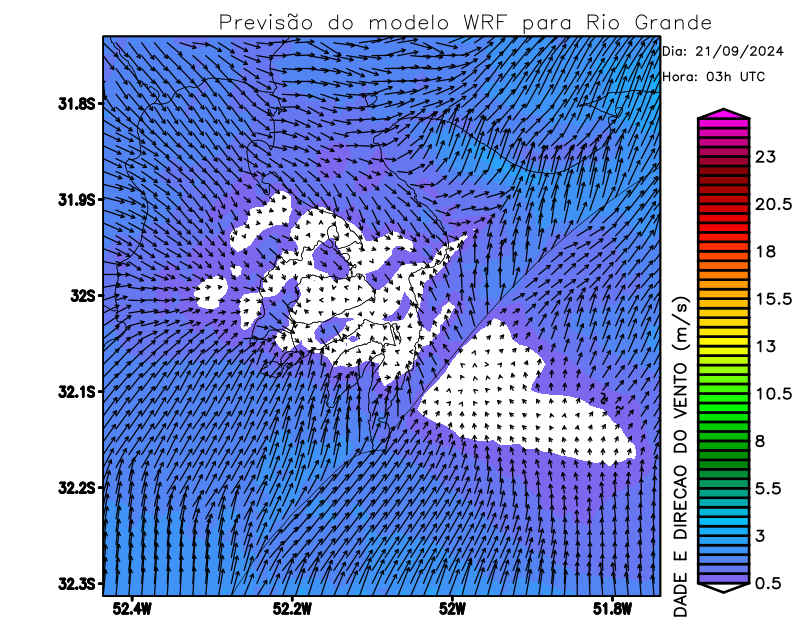 Previsão do modelo WRF para Rio Grande
Dia: 21/09/2024
Hora: 03h UTC
31.8S
31.9S
32S
32.1S
32.2S
32.3S
52.4W
52.2W
52W
51.8W
23
20.5
18
15.5
13
10.5
8
5.5
3
0.5
DADE E DIRECAO DO VENTO (m/s)